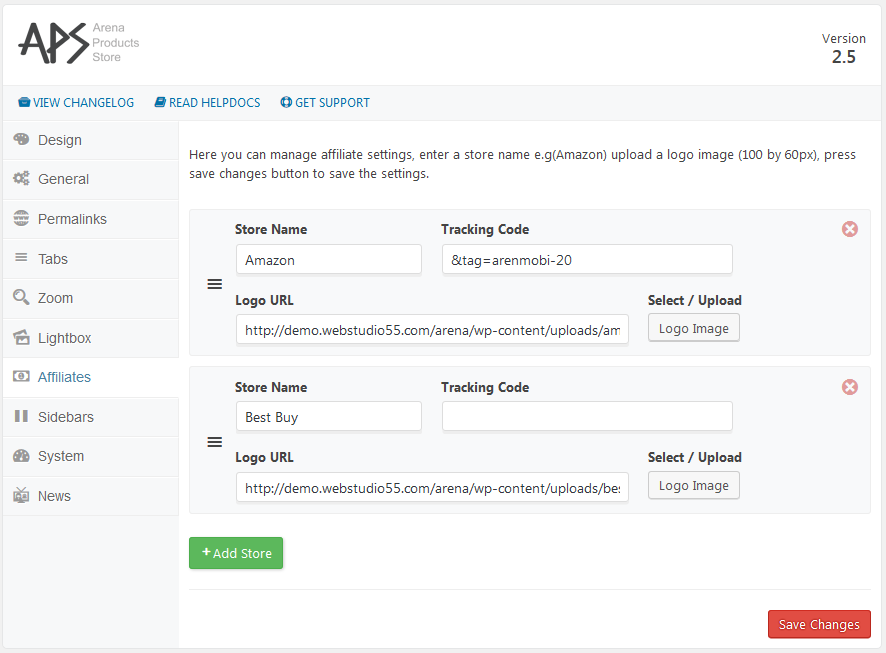 APS Arena
Products
Store
Version
2.5
VIEW CHANGELOG READ HELPDOCS GET SUPPORT
Design
General
Permalinks
Tabs
Zoom
Lightbox
Affiliates
Sidebars
System
News
Here you can manage affiliate settings, enter a store name e.g(Amazon) upload a logo image (100 by 60px), press
save changes button to save the settings.
Store Name Tracking Code
Amazon &tag=arenmobi-20
Logo URL Select / Upload
http://demo.webstudio55.com/arena/wp-content/uploads/am Logo Image
Store Name Tracking Code
Best Buy
Logo URL Select / Upload
http://demo.webstudio55.com/arena/wp-content/uploads/bes Logo Image
+Add Store
Save Changes